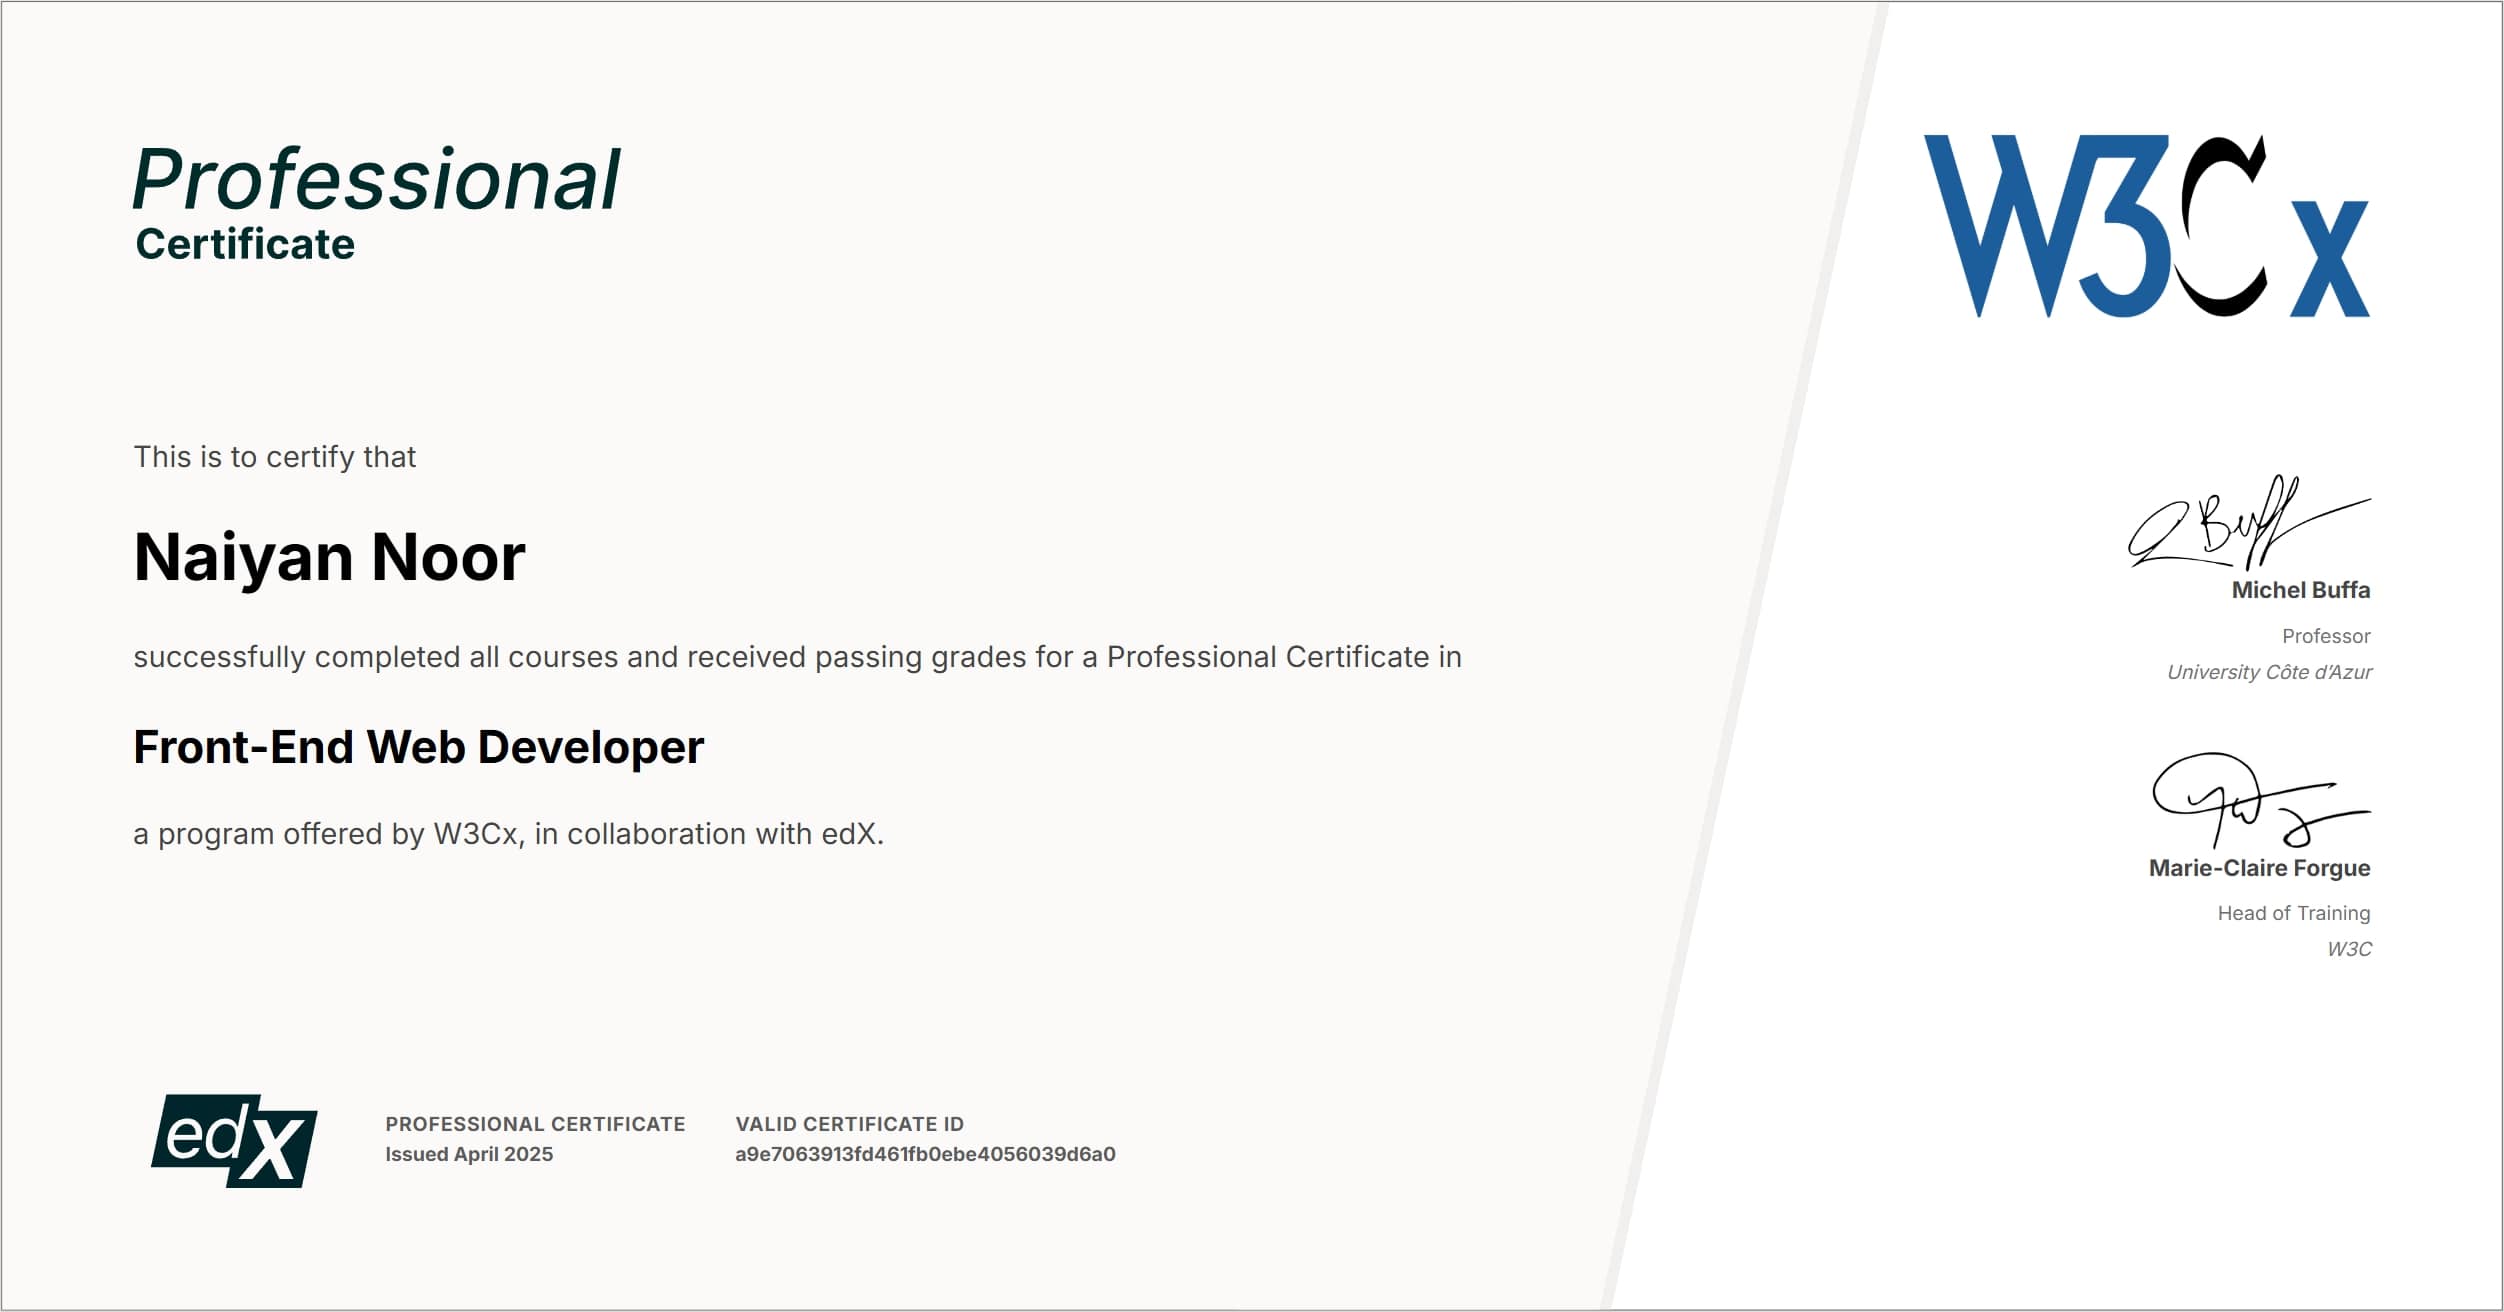 Professional
Certificate
W3Cx
This is to certify that
Naiyan Noor
successfully completed all courses and received passing grades for a Professional Certificate in
Front-End Web Developer
a program offered by W3Cx, in collaboration with edX.
Michel Buffa
Professor
University Côte d'Azur
Marie-Claire Forgue
Head of Training
W3C
edX
PROFESSIONAL CERTIFICATE
Issued April 2025
VALID CERTIFICATE ID
a9e7063913fd461fb0ebe4056039d6a0